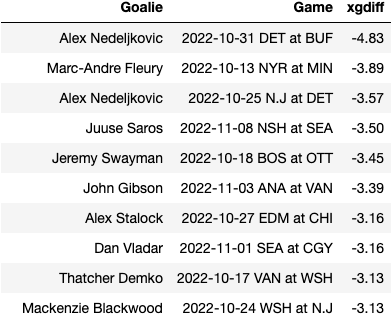 Goalie Game xgdiff
Alex Nedeljkovic 2022-10-31 DET at BUF -4.83
Marc-Andre Fleury 2022-10-13 NYR at MIN -3.89
Alex Nedeljkovic 2022-10-25 N.J at DET -3.57
Juuse Saros 2022-11-08 NSH at SEA -3.50
Jeremy Swayman 2022-10-18 BOS at OTT -3.45
John Gibson 2022-11-03 ANA at VAN -3.39
Alex Stalock 2022-10-27 EDM at CHI -3.16
Dan Vladar 2022-11-01 SEA at CGY -3.16
Thatcher Demko 2022-10-17 VAN at WSH -3.13
Mackenzie Blackwood 2022-10-24 WSH at N.J -3.13